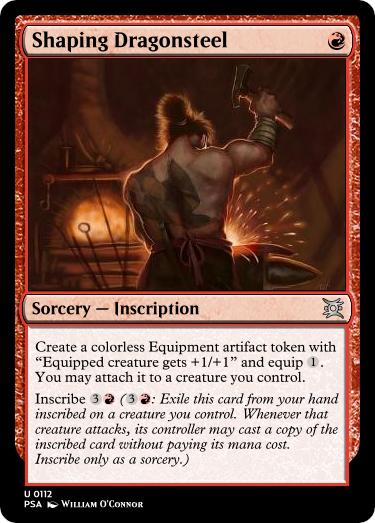 Shaping Dragonsteel
Sorcery — Inscription
Create a colorless Equipment artifact token with
“Equipped creature gets +1/+1” and equip 1.
You may attach it to a creature you control.
Inscribe 3 (3: Exile this card from your hand
inscribed on a creature you control. Whenever that
creature attacks, its controller may cast a copy of the
inscribed card without paying its mana cost.
Inscribe only as a sorcery.)
U 0112
PSA William O'Connor